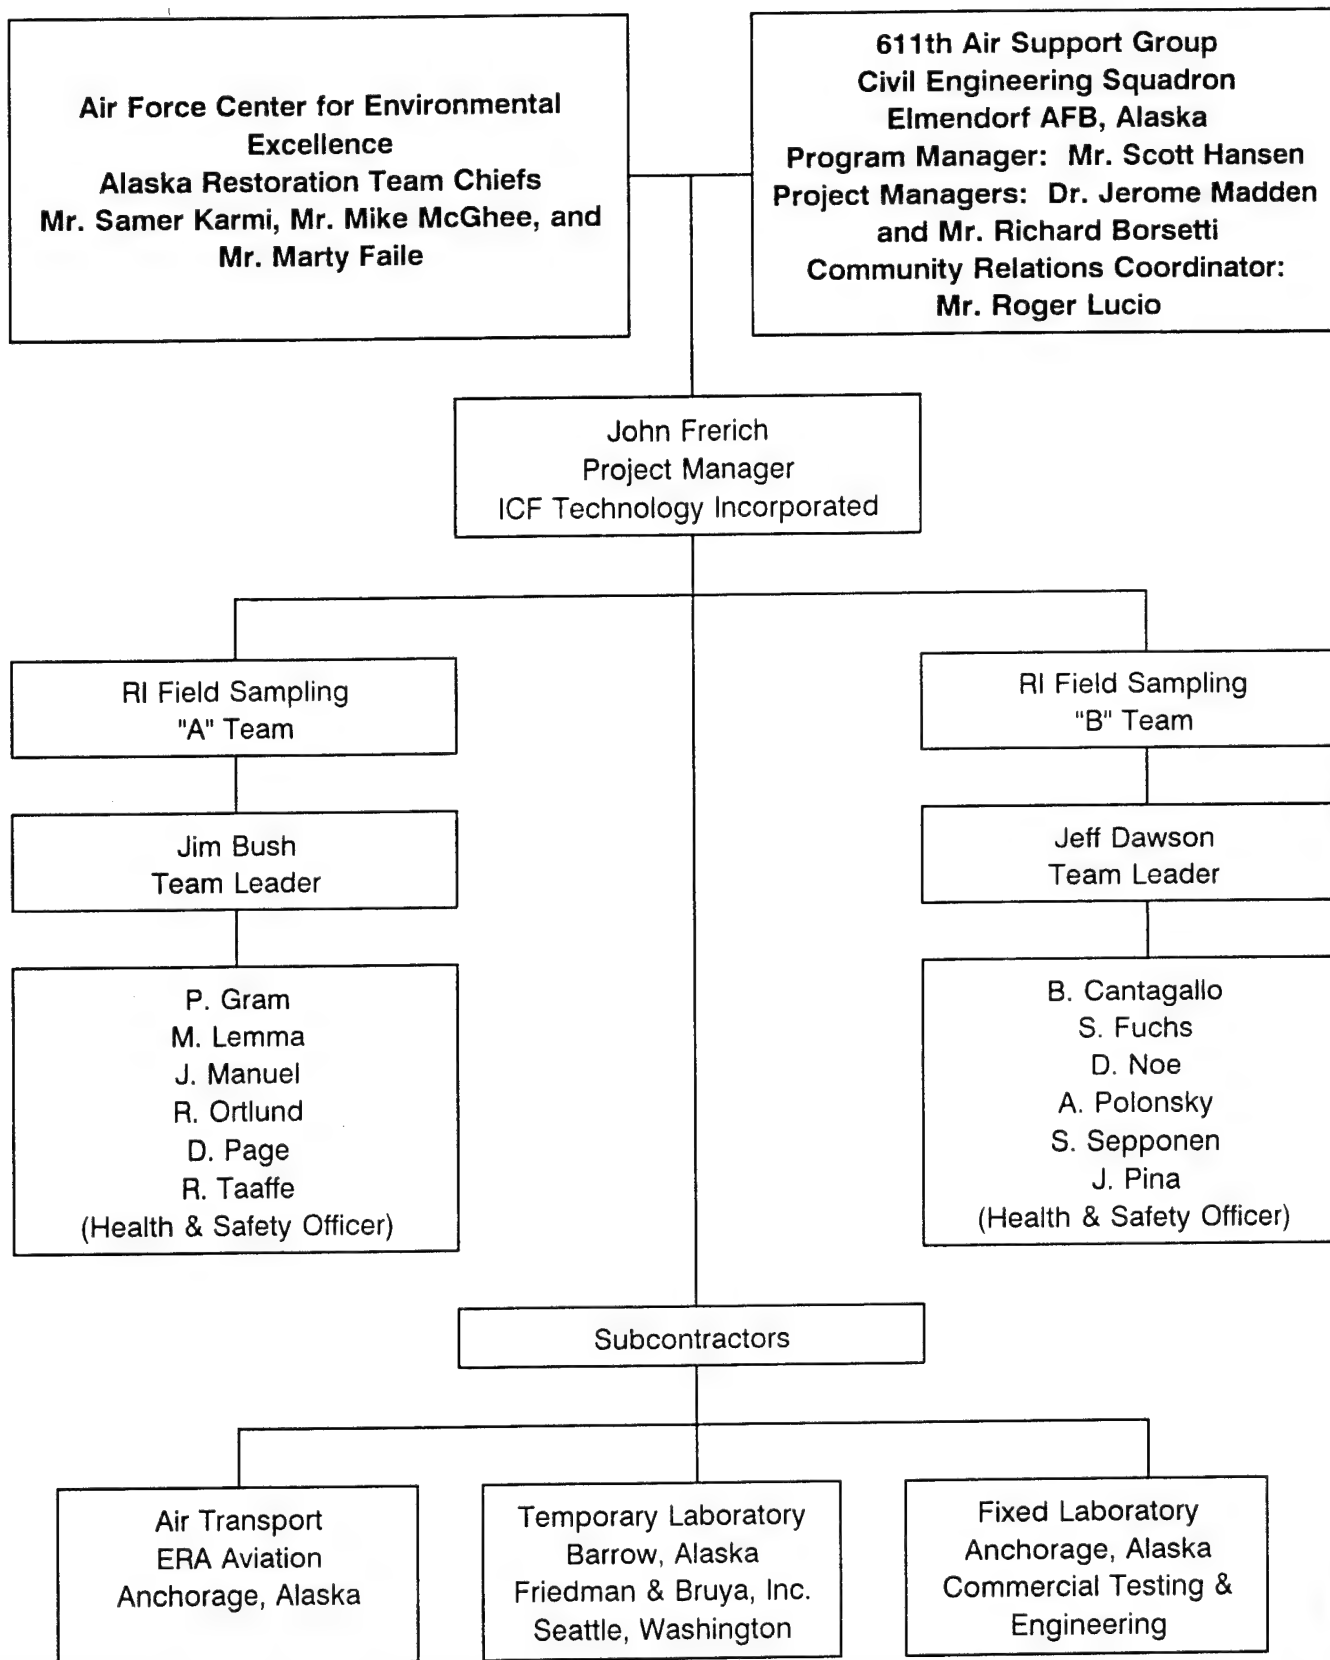 Air Force Center for Environmental
Excellence
Alaska Restoration Team Chiefs
Mr. Samer Karmi, Mr. Mike McGhee, and
Mr. Marty Faile
611th Air Support Group
Civil Engineering Squadron
Elmendorf AFB, Alaska
Program Manager: Mr. Scott Hansen
Project Managers: Dr. Jerome Madden
and Mr. Richard Borsetti
Community Relations Coordinator:
Mr. Roger Lucio
John Frerich
Project Manager
ICF Technology Incorporated
RI Field Sampling
"A" Team
RI Field Sampling
"B" Team
Jim Bush
Team Leader
Jeff Dawson
Team Leader
P. Gram
M. Lemma
J. Manuel
R. Ortlund
D. Page
R. Taaffe
(Health & Safety Officer)
B. Cantagallo
S. Fuchs
D. Noe
A. Polonsky
S. Sepponen
J. Pina
(Health & Safety Officer)
Subcontractors
Air Transport
ERA Aviation
Anchorage, Alaska
Temporary Laboratory
Barrow, Alaska
Friedman & Bruya, Inc.
Seattle, Washington
Fixed Laboratory
Anchorage, Alaska
Commercial Testing &
Engineering